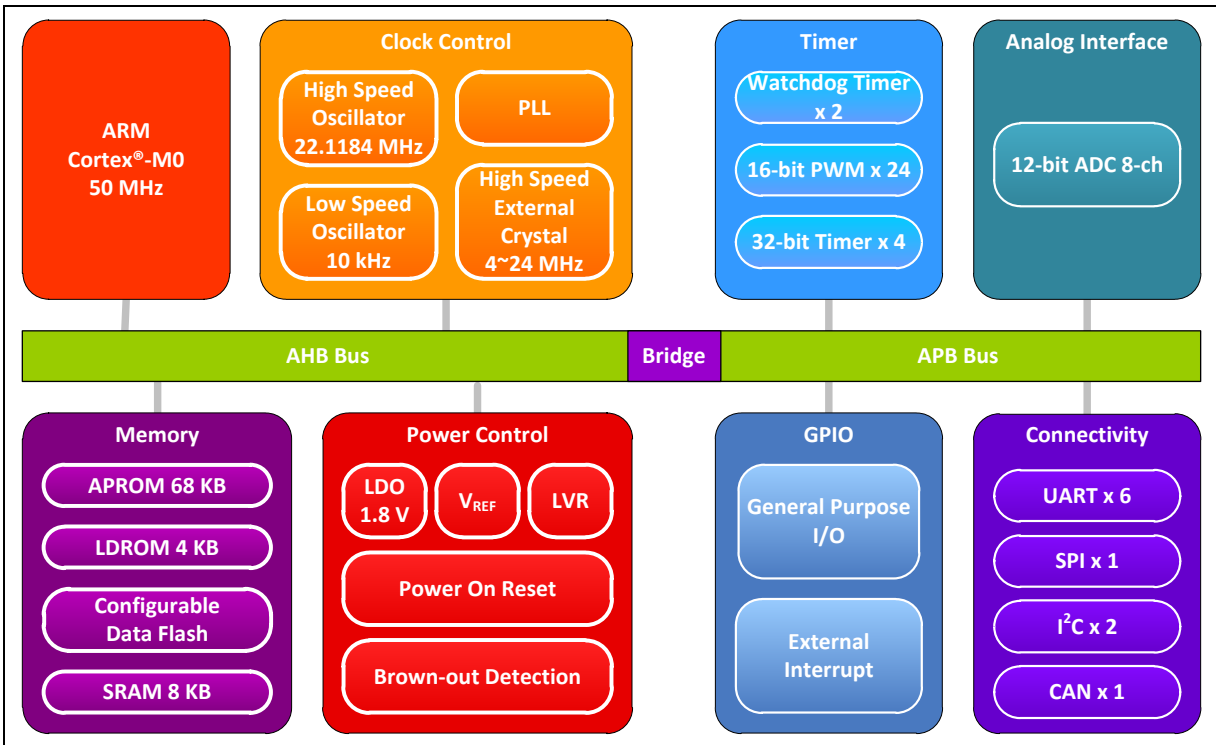 ARM
Cortex®-M0
50 MHz
Clock Control
High Speed
Oscillator
22.1184 MHz
PLL
Low Speed
Oscillator
10 kHz
High Speed
External
Crystal
4~24 MHz
Timer
Watchdog Timer
x 2
16-bit PWM x 24
32-bit Timer x 4
Analog Interface
12-bit ADC 8-ch
AHB Bus
Bridge
APB Bus
Memory
APROM 68 KB
LDROM 4 KB
Configurable
Data Flash
SRAM 8 KB
Power Control
LDO
1.8 V
VREF
LVR
Power On Reset
Brown-out Detection
GPIO
General Purpose
I/O
External
Interrupt
Connectivity
UART x 6
SPI x 1
I²C x 2
CAN x 1